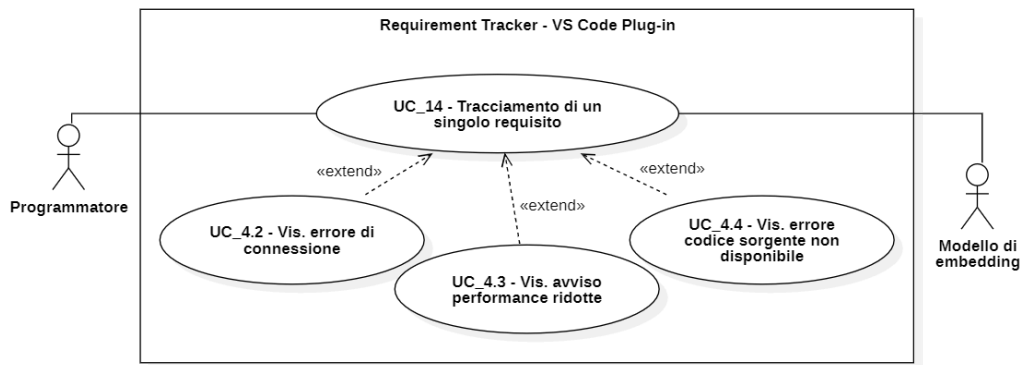 Requirement Tracker - VS Code Plug-in
UC_14 - Tracciamento di un
singolo requisito
«extend»
«extend»
«extend»
Programmatore
UC_4.2 - Vis. errore di
connessione
UC_4.3 - Vis. avviso
performance ridotte
UC_4.4 - Vis. errore
codice sorgente non
disponibile
Modello di
embedding